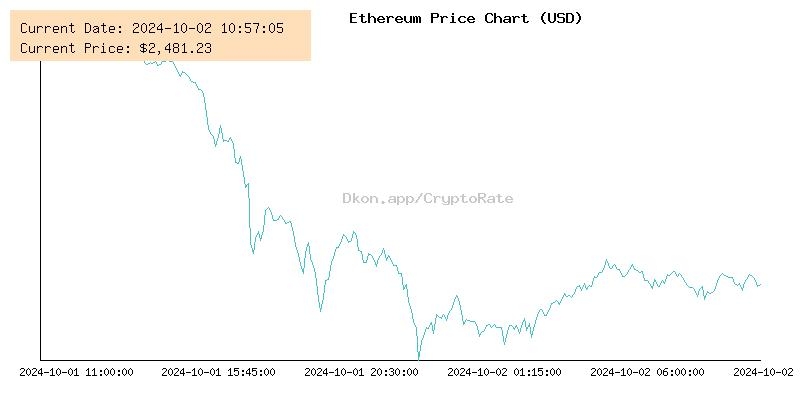 Ethereum Price Chart (USD)
Current Date: 2024-10-02 10:57:05
Current Price: $2,481.23
Dkon.app/CryptoRate
2024-10-01 11:00:00 2024-10-01 15:45:00 2024-10-01 20:30:00 2024-10-02 01:15:00 2024-10-02 06:00:00 2024-10-02